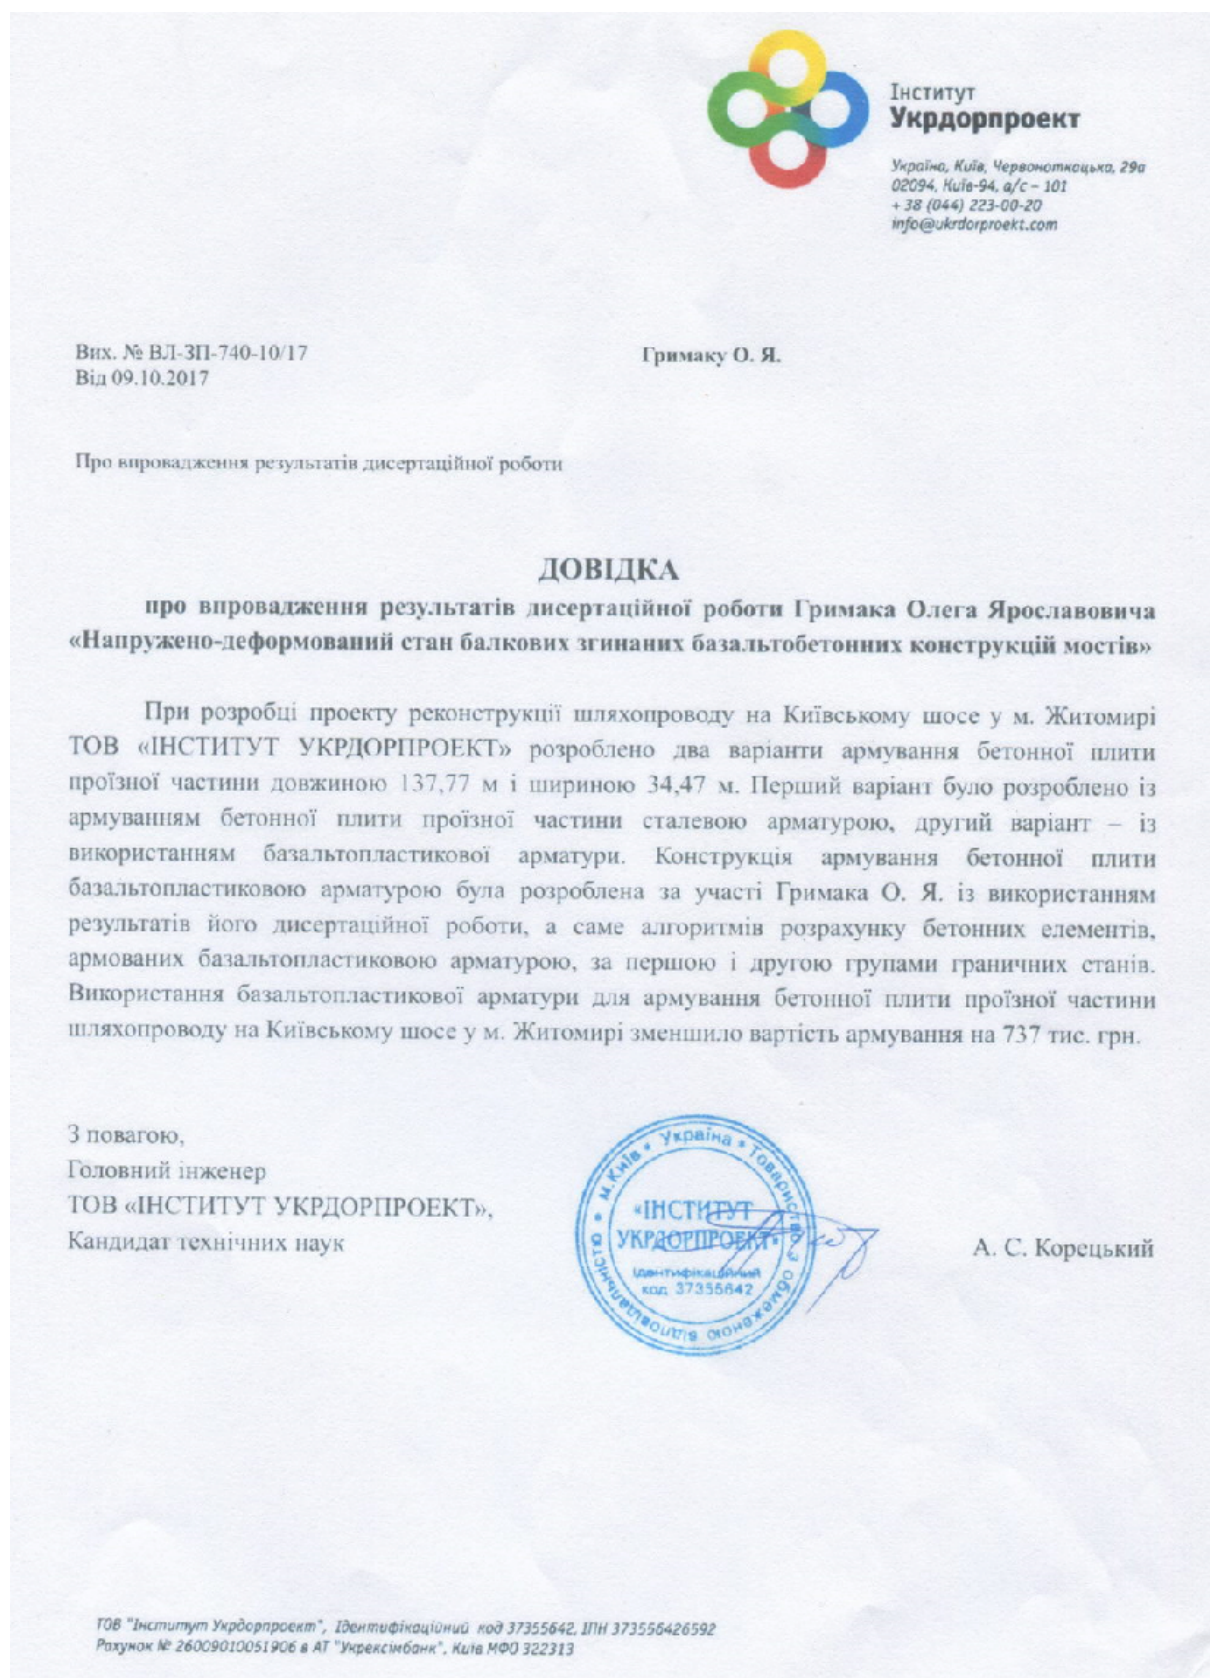 Інститут
Укрдорпроект
Україна, Київ, Червоноткацька, 29а
02094, Київ-94, а/с – 101
+ 38 (044) 223-00-20
info@ukrdorproekt.com
Вих. № ВЛ-ЗП-740-10/17
Гримаку О. Я.
Від 09.10.2017
Про впровадження результатів дисертаційної роботи
ДОВІДКА
про впровадження результатів дисертаційної роботи Гримака Олега Ярославовича
«Напружено-деформований стан балкових згинаних базальтобетонних конструкцій мостів»
При розробці проекту реконструкції шляхопроводу на Київському шосе у м. Житомирі
ТОВ «ІНСТИТУТ УКРДОРПРОЕКТ» розроблено два варіанти армування бетонної плити
проїзної частини довжиною 137,77 м і шириною 34,47 м. Перший варіант було розроблено із
армуванням бетонної плити проїзної частини сталевою арматурою, другий варіант – із
використанням базальтопластикової арматури. Конструкція армування бетонної плити
базальтопластиковою арматурою була розроблена за участі Гримака О. Я. із використанням
результатів його дисертаційної роботи, а саме алгоритмів розрахунку бетонних елементів,
армованих базальтопластиковою арматурою, за першою і другою групами граничних станів.
Використання базальтопластикової арматури для армування бетонної плити проїзної частини
шляхопроводу на Київському шосе у м. Житомирі зменшило вартість армування на 737 тис. грн.
З повагою,
Головний інженер
ТОВ «ІНСТИТУТ УКРДОРПРОЕКТ»,
Кандидат технічних наук
А. С. Корецький
м.Київ * Україна * Товариство з обмеженою відповідальністю *
«ІНСТИТУТ
УКРДОРПРОЕКТ»
Ідентифікаційний
код 37355642
ТОВ "Інститут Укрдорпроект", Ідентифікаційний код 37355642, ІПН 373556426592
Рахунок № 26009010051906 в АТ "Укрексімбанк", Київ МФО 322313